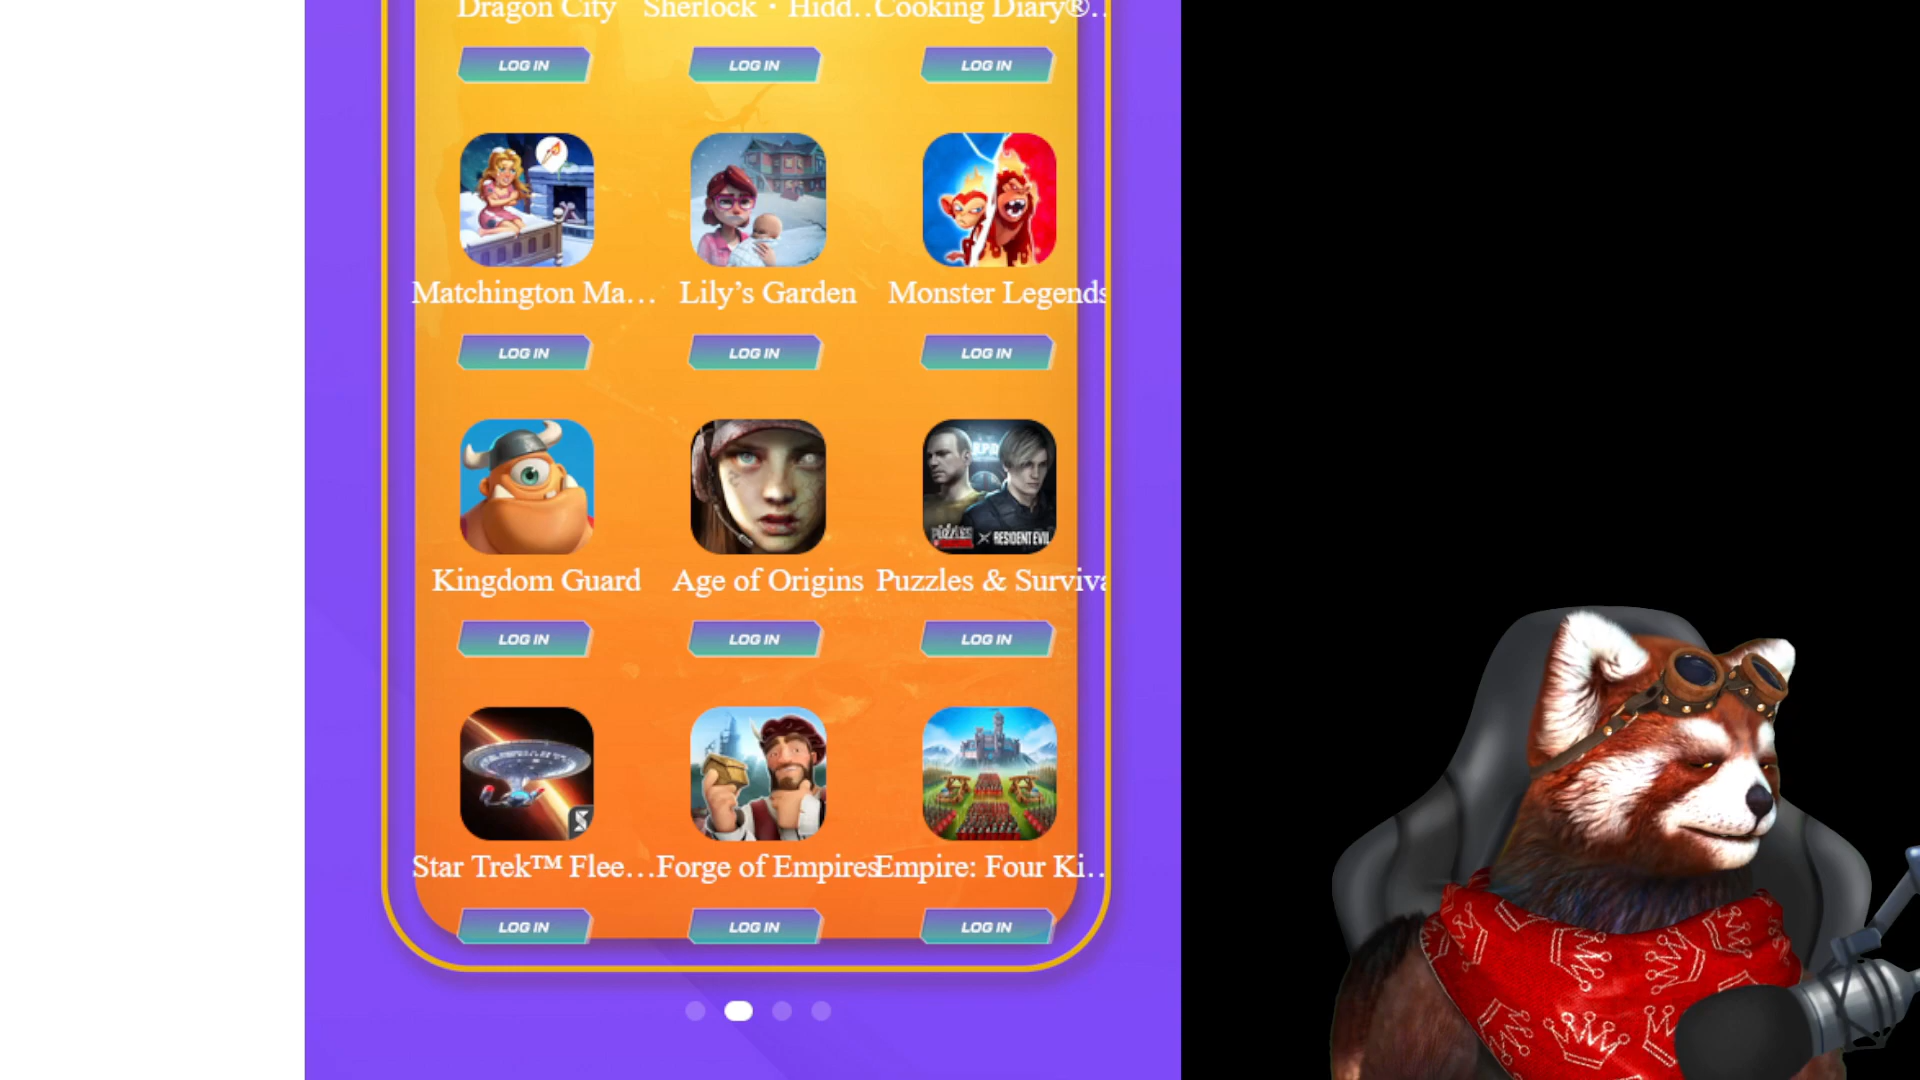 Dragon City Sherlock · Hidd... Cooking Diary®...
LOG IN LOG IN LOG IN
Matchington Ma... Lily’s Garden Monster Legends
LOG IN LOG IN LOG IN
R.P.D
PUZZLES × RESIDENT EVIL
Kingdom Guard Age of Origins Puzzles & Surviva
LOG IN LOG IN LOG IN
Star Trek™ Flee... Forge of Empires Empire: Four Ki...
LOG IN LOG IN LOG IN